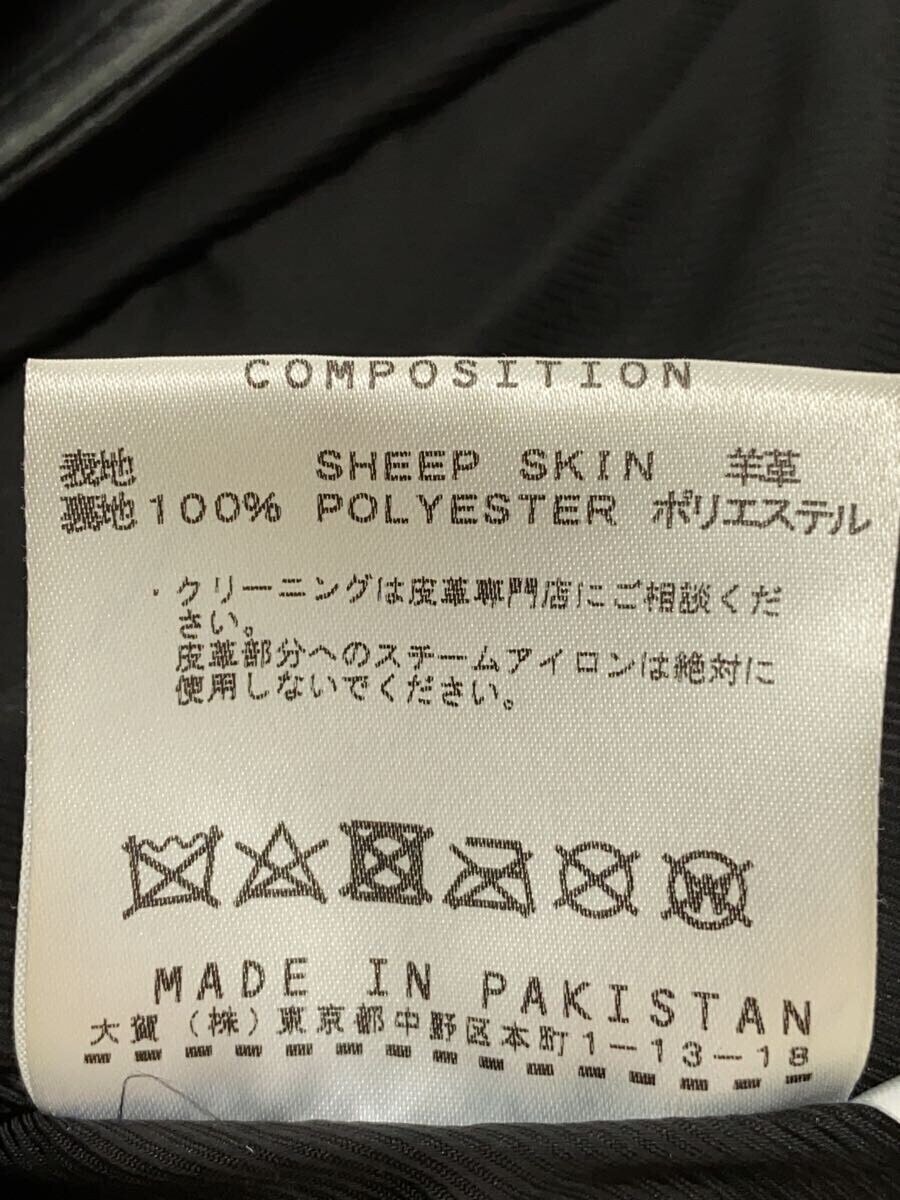 COMPOSITION
表地 SHEEP SKIN 羊革
裏地 100% POLYESTER ポリエステル
・クリーニングは皮革専門店にご相談くだ
さい。
皮革部分へのスチームアイロンは絶対に
使用しないでください。
W
MADE IN PAKISTAN
大賀(株)東京都中野区本町1-13-18